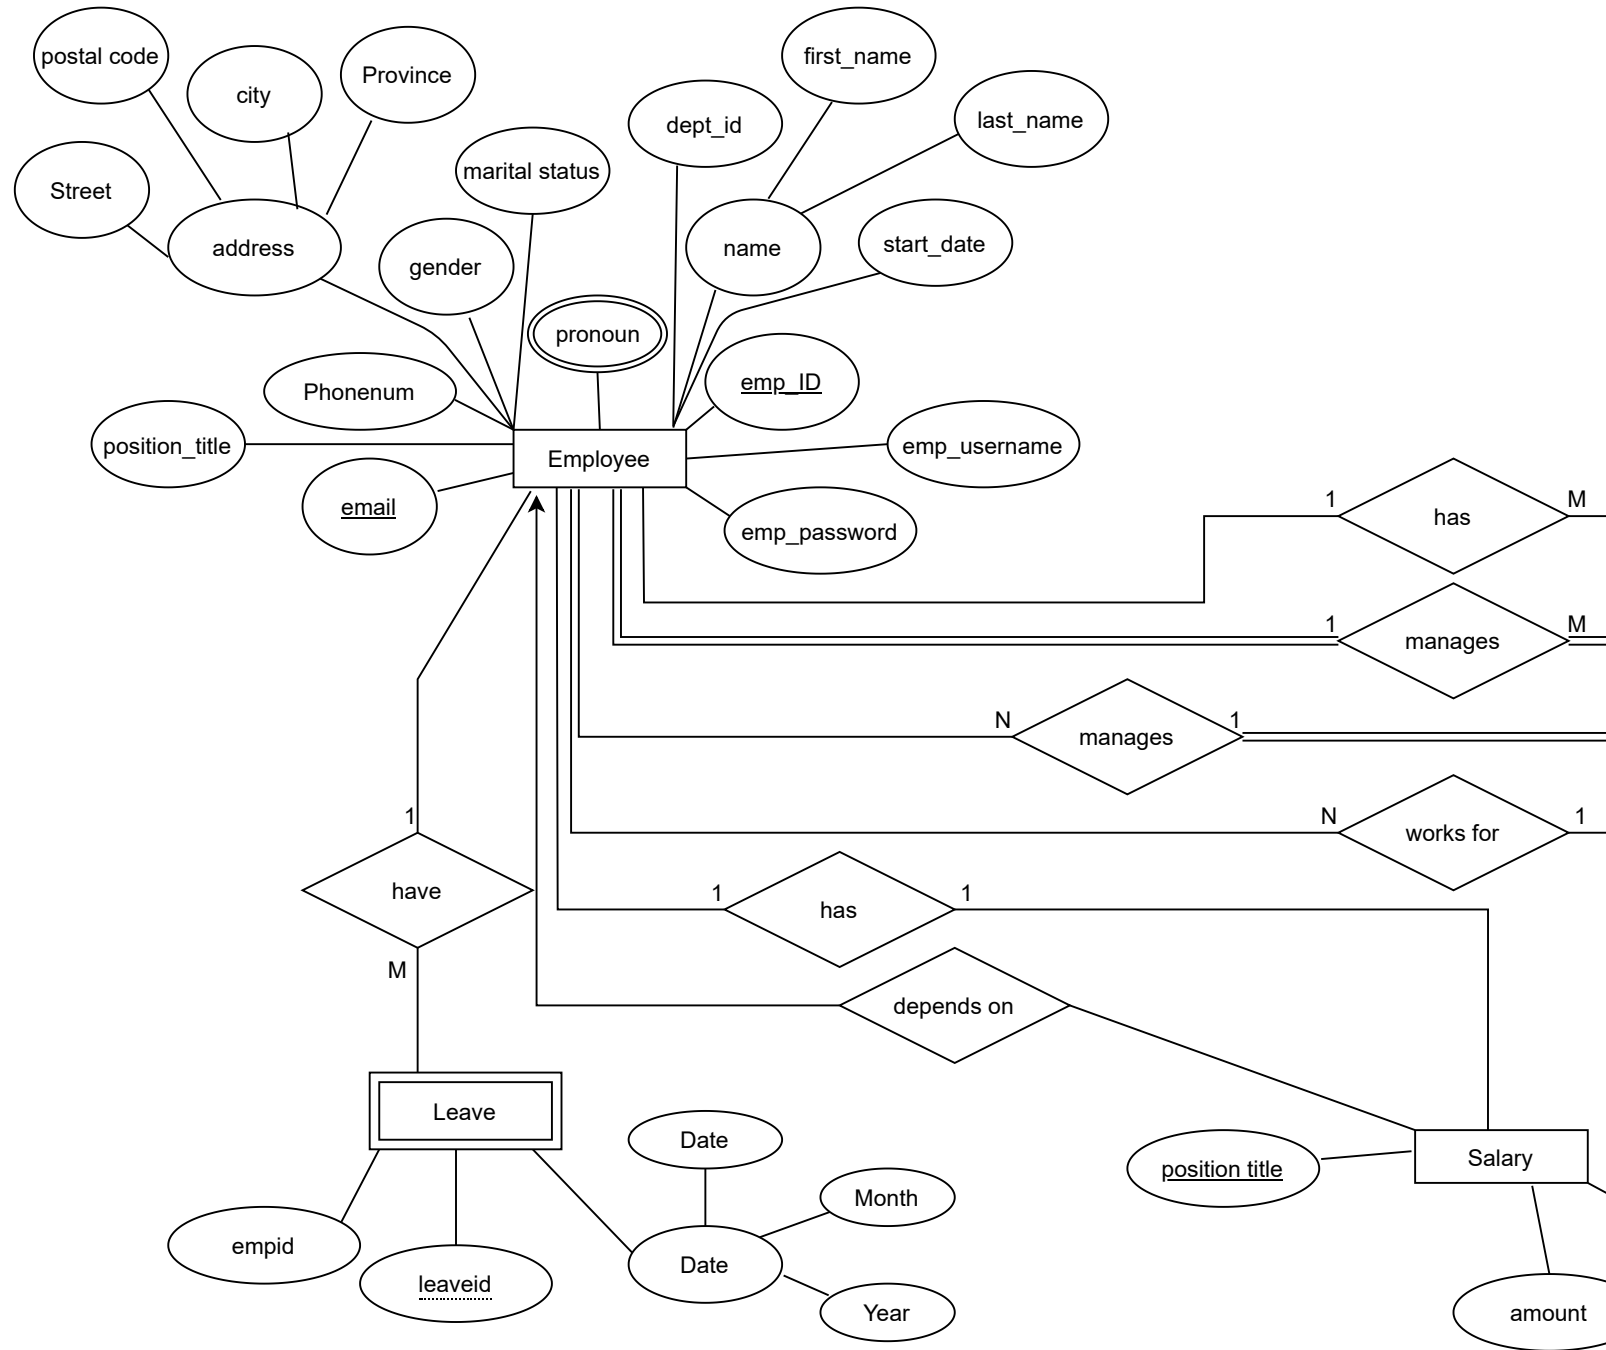 postal code
city
Province
first_name
last_name
dept_id
marital status
Street
address
gender
name
start_date
pronoun
Phonenum
emp_ID
position_title
Employee
emp_username
email
emp_password
1
has
M
1
manages
M
N
manages
1
N
works for
1
1
have
M
1
has
1
depends on
Leave
Date
Month
position title
Salary
empid
leaveid
Date
Year
amount